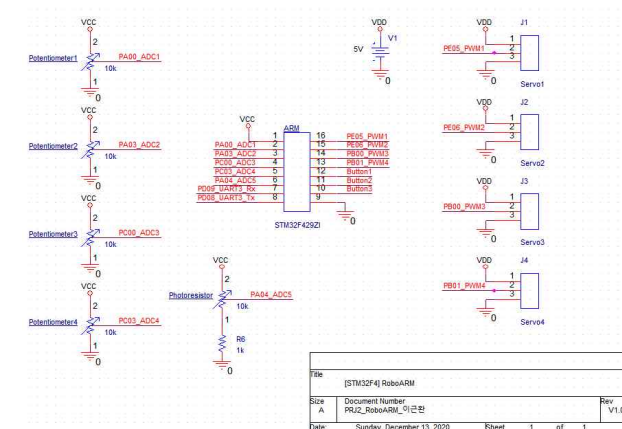 VCC
2
Potentiometer1
PA00_ADC1
10k
1
0
VCC
2
Potentiometer2
PA03_ADC2
10k
1
0
VCC
2
Potentiometer3
PC00_ADC3
10k
1
0
VCC
2
Potentiometer4
PC03_ADC4
10k
1
0
VCC
ARM
1 16 PE05_PWM1
PA00_ADC1 2 15 PE06_PWM2
PA03_ADC2 3 14 PB00_PWM3
PC00_ADC3 4 13 PB01_PWM4
PC03_ADC4 5 12 Button1
PA04_ADC5 6 11 Button2
PD09_UART3_Rx 7 10 Button3
PD08_UART3_Tx 8 9
0
STM32F429ZI
VCC
2
Photoresistor
PA04_ADC5
10k
1
R6
1k
0
VDD
V1
5V
0
VDD
J1
1
PE05_PWM1 2
3
0
Servo1
VDD
J2
1
PE06_PWM2 2
3
0
Servo2
VDD
J3
1
PB00_PWM3 2
3
0
Servo3
VDD
J4
1
PB01_PWM4 2
3
0
Servo4
Title
[STM32F4] RoboARM
Size Document Number Rev
A PRJ2_RoboARM_이근환 V1.0
Date: Sunday, December 13, 2020 Sheet 1 of 1